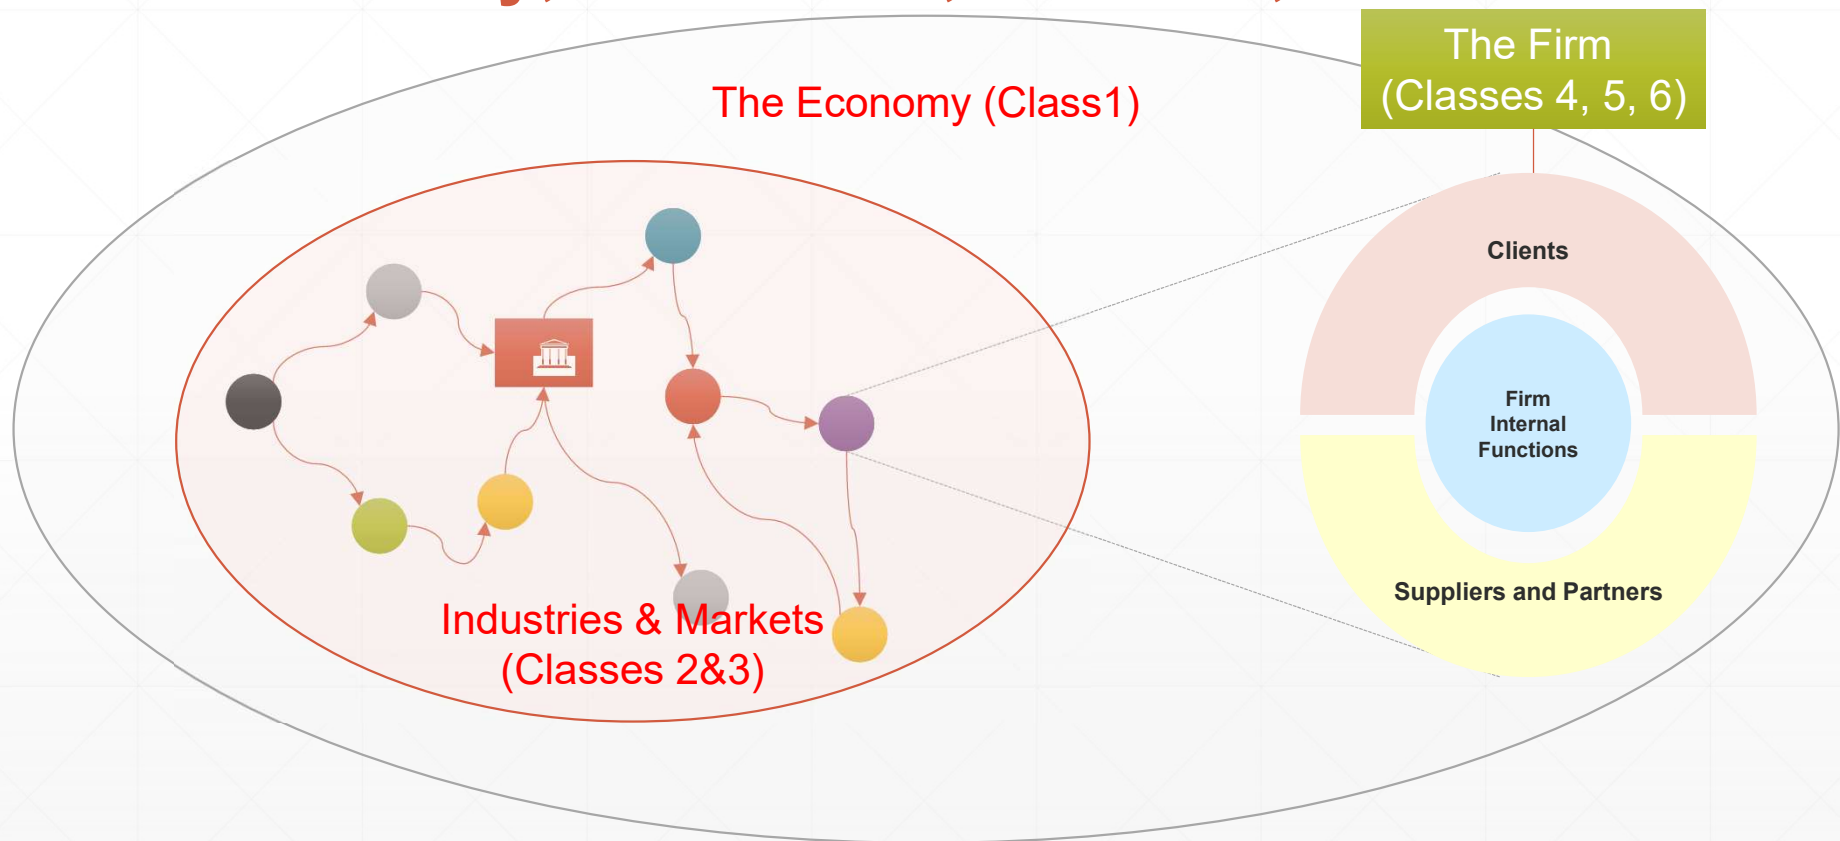 The Economy (Class1)
The Firm
(Classes 4, 5, 6)
Clients
Firm
Internal
Functions
Suppliers and Partners
Industries & Markets
(Classes 2&3)